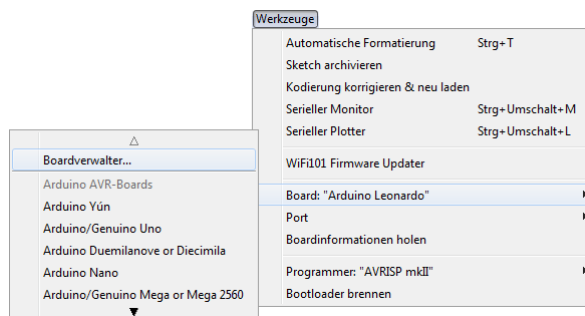 Werkzeuge
Automatische Formatierung Strg+T
Sketch archivieren
Kodierung korrigieren & neu laden
Serieller Monitor Strg+Umschalt+M
Serieller Plotter Strg+Umschalt+L
WiFi101 Firmware Updater
Board: "Arduino Leonardo"
Port
Boardinformationen holen
Programmer: "AVRISP mkII"
Bootloader brennen
Boardverwalter...
Arduino AVR-Boards
Arduino Yún
Arduino/Genuino Uno
Arduino Duemilanove or Diecimila
Arduino Nano
Arduino/Genuino Mega or Mega 2560